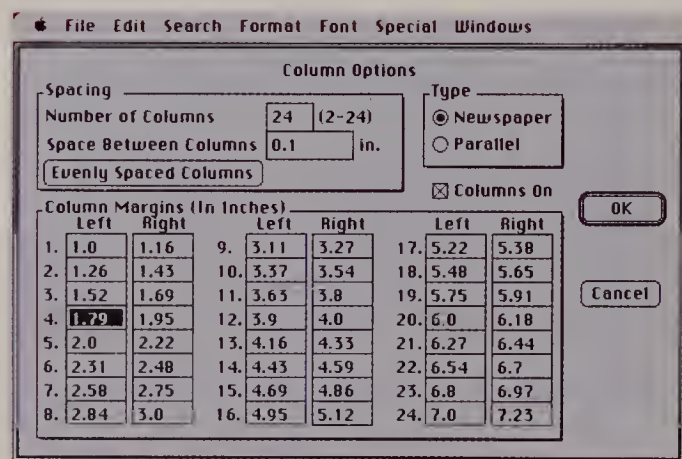 File Edit Search Format Font Special Windows
Column Options
Spacing
Number of Columns 24 (2-24)
Space Between Columns 0.1 in.
Evenly Spaced Columns
Type
Newspaper
Parallel
Columns On
OK
Cancel
Column Margins (In Inches)
Left Right Left Right Left Right
1. 1.0 1.16 9. 3.11 3.27 17. 5.22 5.38
2. 1.26 1.43 10. 3.37 3.54 18. 5.48 5.65
3. 1.52 1.69 11. 3.63 3.8 19. 5.75 5.91
4. 1.79 1.95 12. 3.9 4.0 20. 6.0 6.18
5. 2.0 2.22 13. 4.16 4.33 21. 6.27 6.44
6. 2.31 2.48 14. 4.43 4.59 22. 6.54 6.7
7. 2.58 2.75 15. 4.69 4.86 23. 6.8 6.97
8. 2.84 3.0 16. 4.95 5.12 24. 7.0 7.23